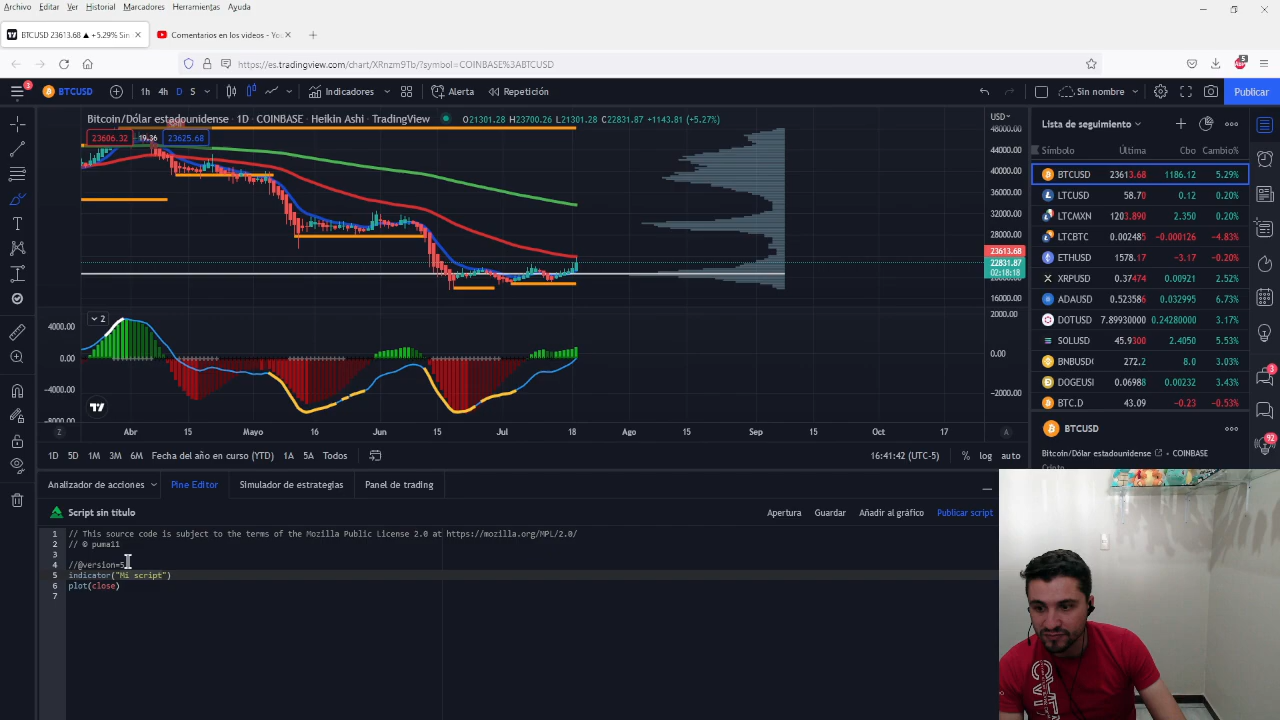 Archivo Editar Ver Historial Marcadores Herramientas Ayuda
BTCUSD 23613.68 ▲ +5.29% Sin
Comentarios en los videos - Yo
https://es.tradingview.com/chart/XRnzm9Tb/?symbol=COINBASE%3ABTCUSD
5
3
BTCUSD 1h 4h D S Indicadores Alerta Repetición Sin nombre Publicar
Bitcoin/Dólar estadounidense · 1D · COINBASE · Heikin Ashi · TradingView O21301.28 H23700.26 L21301.28 C22831.87 +1143.81 (+5.27%)
23606.32 19.36 23625.68
USD
48000.00
44000.00
40000.00
36000.00
32000.00
28000.00
23613.68
22831.87
02:18:18
16000.00
2
4000.00
0.00
-4000.00
-8000.00
2000.00
0.00
-2000.00
Z Abr 15 Mayo 16 Jun 15 Jul 18 Ago 15 Sep 15 Oct 17 A
1D 5D 1M 3M 6M Fecha del año en curso (YTD) 1A 5A Todos 16:41:42 (UTC-5) % log auto
Lista de seguimiento
Símbolo Última Cbo Cambio%
BTCUSD 23613.68 1186.12 5.29%
LTCUSD 58.70 0.12 0.20%
LTCMXN 1203.890 2.350 0.20%
LTCBTC 0.002485 -0.000126 -4.83%
ETHUSD 1578.17 -3.17 -0.20%
XRPUSD 0.37474 0.00921 2.52%
ADAUSD 0.523586 0.032995 6.73%
DOTUSD 7.89930000 0.24280000 3.17%
SOLUSD 45.9300 2.4050 5.53%
BNBUSD 272.2 8.0 3.03%
DOGEUSI 0.06988 0.00232 3.43%
BTC.D 43.09 -0.23 -0.53%
3
92
BTCUSD
Bitcoin/Dólar estadounidense • COINBASE
Analizador de acciones Pine Editor Simulador de estrategias Panel de trading
Script sin título Apertura Guardar Añadir al gráfico Publicar script
1 // This source code is subject to the terms of the Mozilla Public License 2.0 at https://mozilla.org/MPL/2.0/
2 // © puma11
3
4 //@version=5
5 indicator("Mi script")
6 plot(close)
7